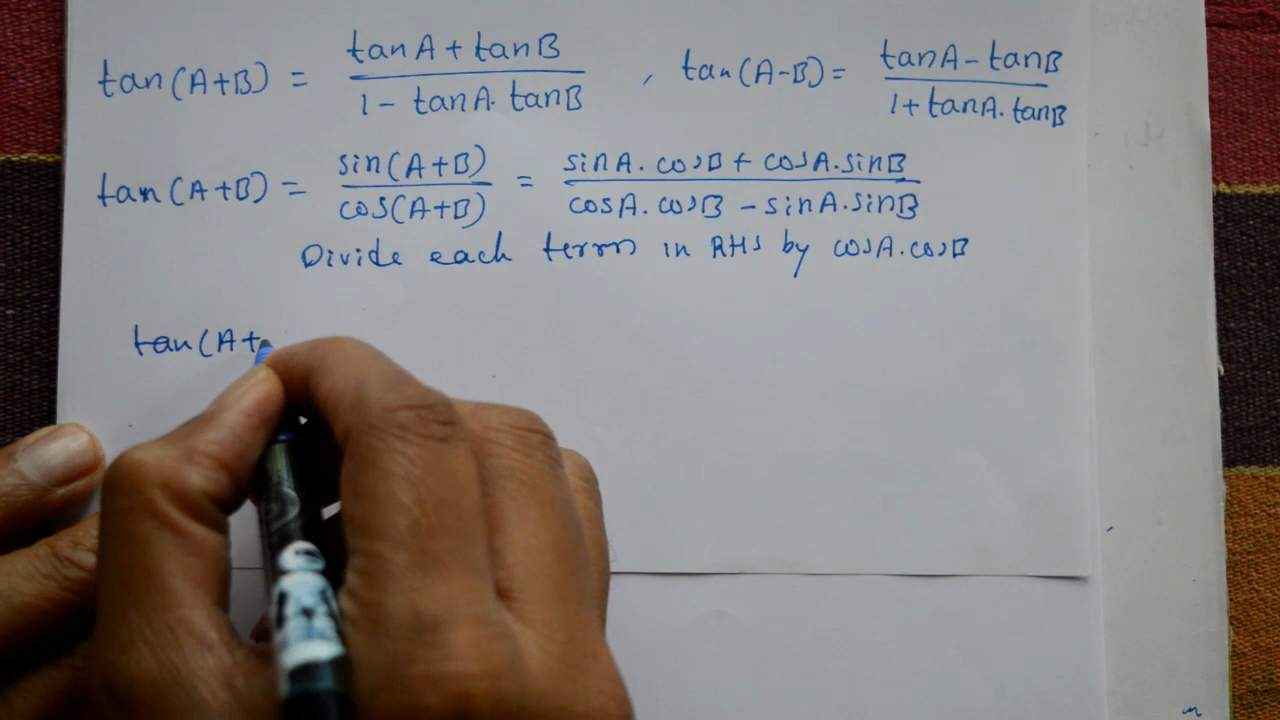 tan(A+B) = tanA + tanB / 1 - tanA. tanB , tan(A-B) = tanA - tanB / 1 + tanA. tanB
tan(A+B) = sin(A+B) / cos(A+B) = sinA. cosB + cosA. sinB / cosA. cosB - sinA. sinB
Divide each term in RHS by cosA. cosB
tan(A+